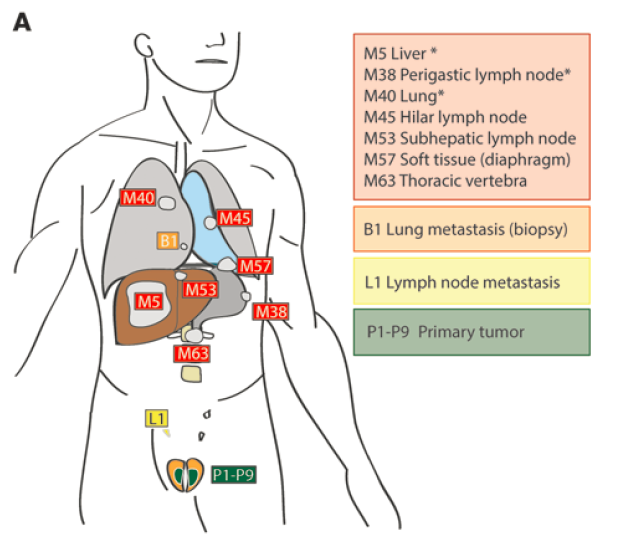 A
M5 Liver *
M38 Perigastic lymph node*
M40 Lung*
M45 Hilar lymph node
M53 Subhepatic lymph node
M57 Soft tissue (diaphragm)
M63 Thoracic vertebra
B1 Lung metastasis (biopsy)
L1 Lymph node metastasis
P1-P9 Primary tumor
M40
M45
B1
M57
M53
M5
M38
M63
L1
P1-P9